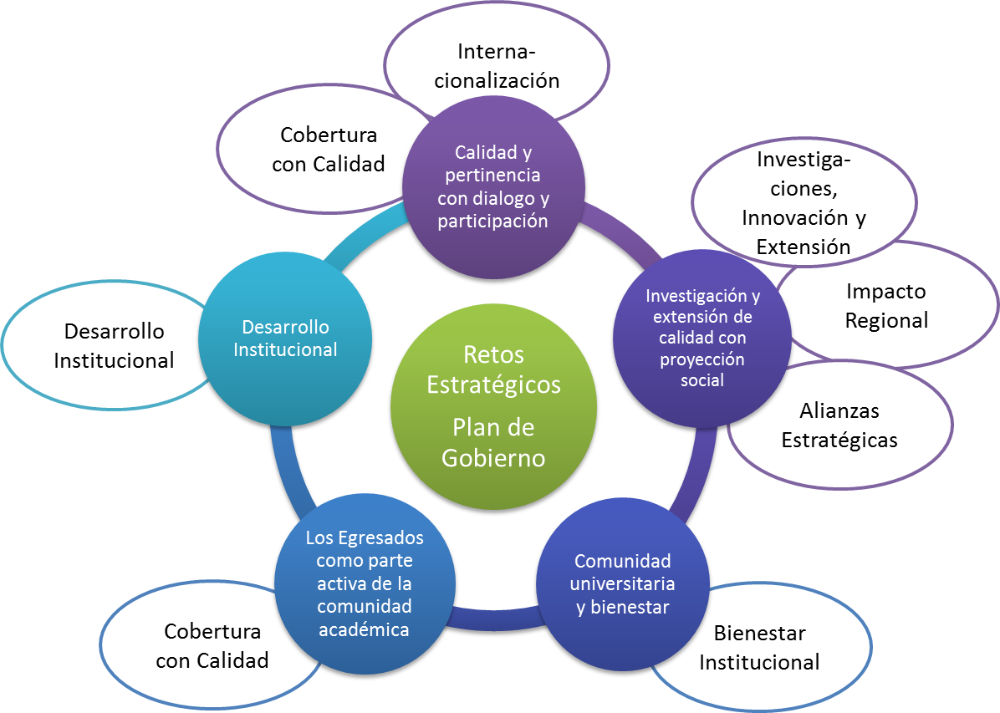 Interna-
cionalización
Cobertura
con Calidad
Calidad y
pertinencia
con dialogo y
participación
Investiga-
ciones,
Innovación y
Extensión
Impacto
Regional
Investigación y
extensión de
calidad con
proyección
social
Alianzas
Estratégicas
Desarrollo
Institucional
Desarrollo
Institucional
Retos
Estratégicos
Plan de
Gobierno
Los Egresados
como parte
activa de la
comunidad
académica
Cobertura
con Calidad
Comunidad
universitaria
y bienestar
Bienestar
Institucional